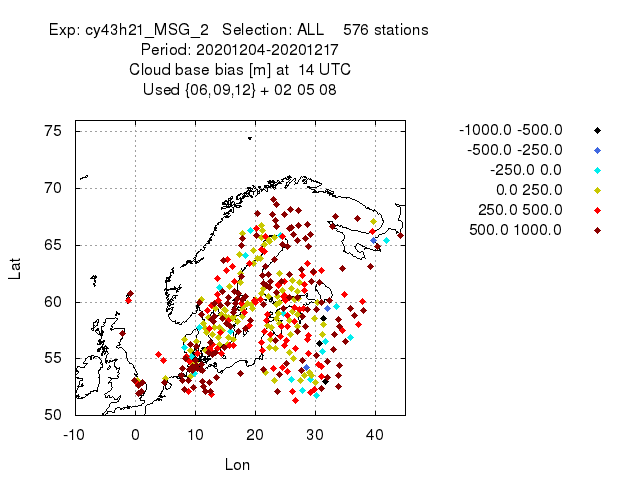 Exp: cy43h21_MSG_2   Selection: ALL    576 stations
Period: 20201204-20201217
Cloud base bias [m] at  14 UTC
Used {06,09,12} + 02 05 08
-1000.0 -500.0
-500.0 -250.0
-250.0 0.0
0.0 250.0
250.0 500.0
500.0 1000.0
75
70
65
60
55
50
Lat
-10 0 10 20 30 40
Lon